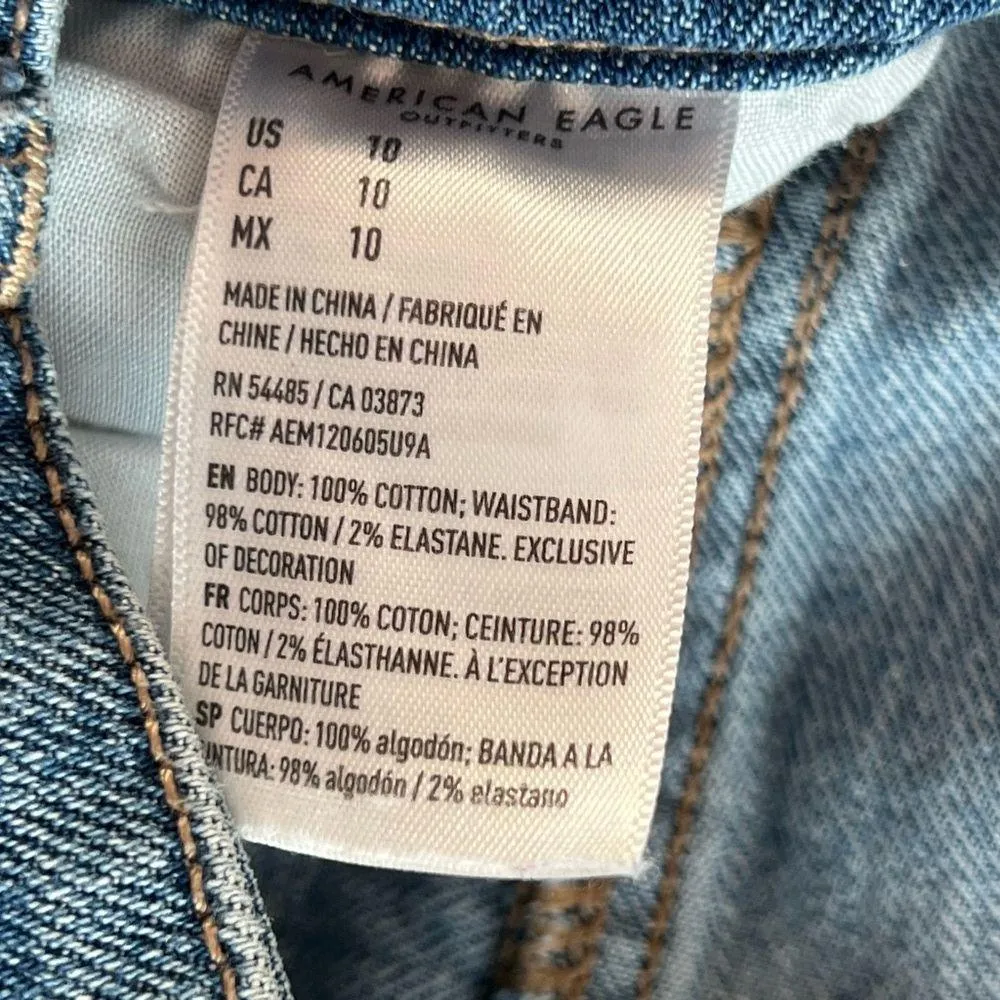 AMERICAN EAGLE
OUTFITTERS
US 10
CA 10
MX 10
MADE IN CHINA / FABRIQUÉ EN
CHINE / HECHO EN CHINA
RN 54485 / CA 03873
RFC# AEM120605U9A
EN BODY: 100% COTTON; WAISTBAND:
98% COTTON / 2% ELASTANE. EXCLUSIVE
OF DECORATION
FR CORPS: 100% COTON; CEINTURE: 98%
COTON / 2% ÉLASTHANNE. À L'EXCEPTION
DE LA GARNITURE
SP CUERPO: 100% algodón; BANDA A LA
INTURA: 98% algodón / 2% elastano